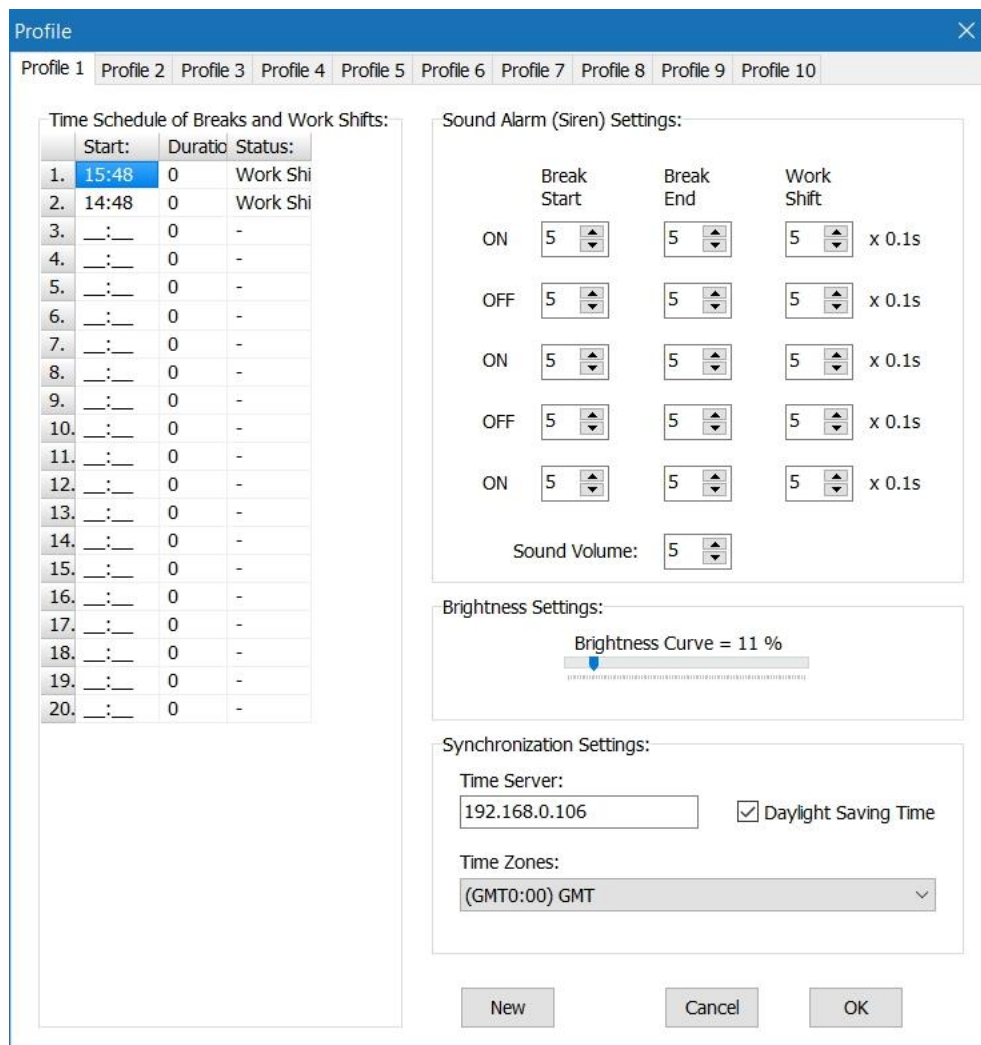 Profile
Profile 1 Profile 2 Profile 3 Profile 4 Profile 5 Profile 6 Profile 7 Profile 8 Profile 9 Profile 10
Time Schedule of Breaks and Work Shifts:
Start: Duratio Status:
1. 15:48 0 Work Shi
2. 14:48 0 Work Shi
3. __:__ 0 -
4. __:__ 0 -
5. __:__ 0 -
6. __:__ 0 -
7. __:__ 0 -
8. __:__ 0 -
9. __:__ 0 -
10. __:__ 0 -
11. __:__ 0 -
12. __:__ 0 -
13. __:__ 0 -
14. __:__ 0 -
15. __:__ 0 -
16. __:__ 0 -
17. __:__ 0 -
18. __:__ 0 -
19. __:__ 0 -
20. __:__ 0 -
Sound Alarm (Siren) Settings:
Break Break Work
Start End Shift
ON 5 5 5 x 0.1s
OFF 5 5 5 x 0.1s
ON 5 5 5 x 0.1s
OFF 5 5 5 x 0.1s
ON 5 5 5 x 0.1s
Sound Volume: 5
Brightness Settings:
Brightness Curve = 11 %
Synchronization Settings:
Time Server:
192.168.0.106 Daylight Saving Time
Time Zones:
(GMT0:00) GMT
New Cancel OK